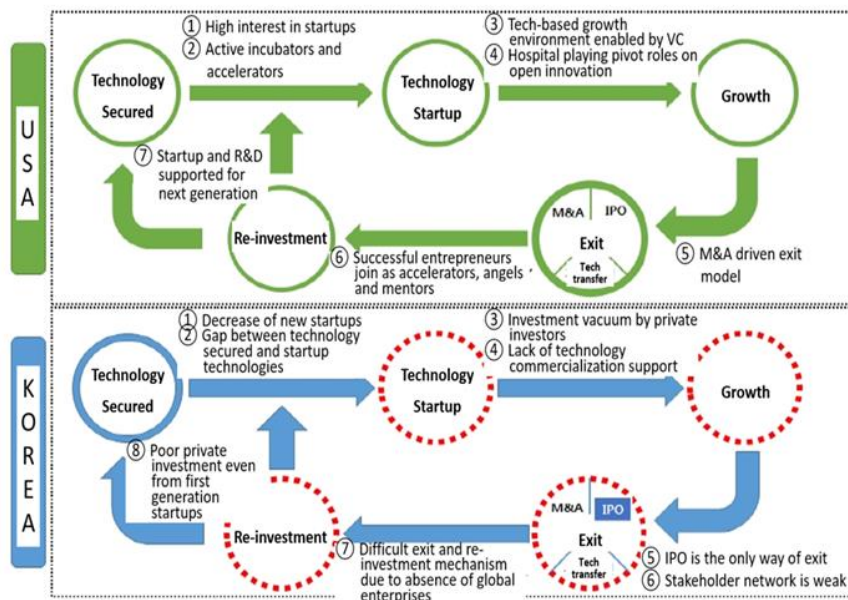 USA
① High interest in startups
② Active incubators and
accelerators
③ Tech-based growth
environment enabled by VC
④ Hospital playing pivot roles on
open innovation
Technology
Secured
Technology
Startup
Growth
⑦ Startup and R&D
supported for
next generation
Re-investment
⑥ Successful entrepreneurs
join as accelerators, angels
and mentors
M&A
IPO
Exit
Tech
transfer
⑤ M&A driven exit
model
KOREA
① Decrease of new startups
② Gap between technology
secured and startup
technologies
③ Investment vacuum by private
investors
④ Lack of technology
commercialization support
Technology
Secured
Technology
Startup
Growth
⑧ Poor private
investment even
from first
generation
startups
Re-investment
⑦ Difficult exit and re-
investment mechanism
due to absence of global
enterprises
M&A
IPO
Exit
Tech
transfer
⑤ IPO is the only way of exit
⑥ Stakeholder network is weak